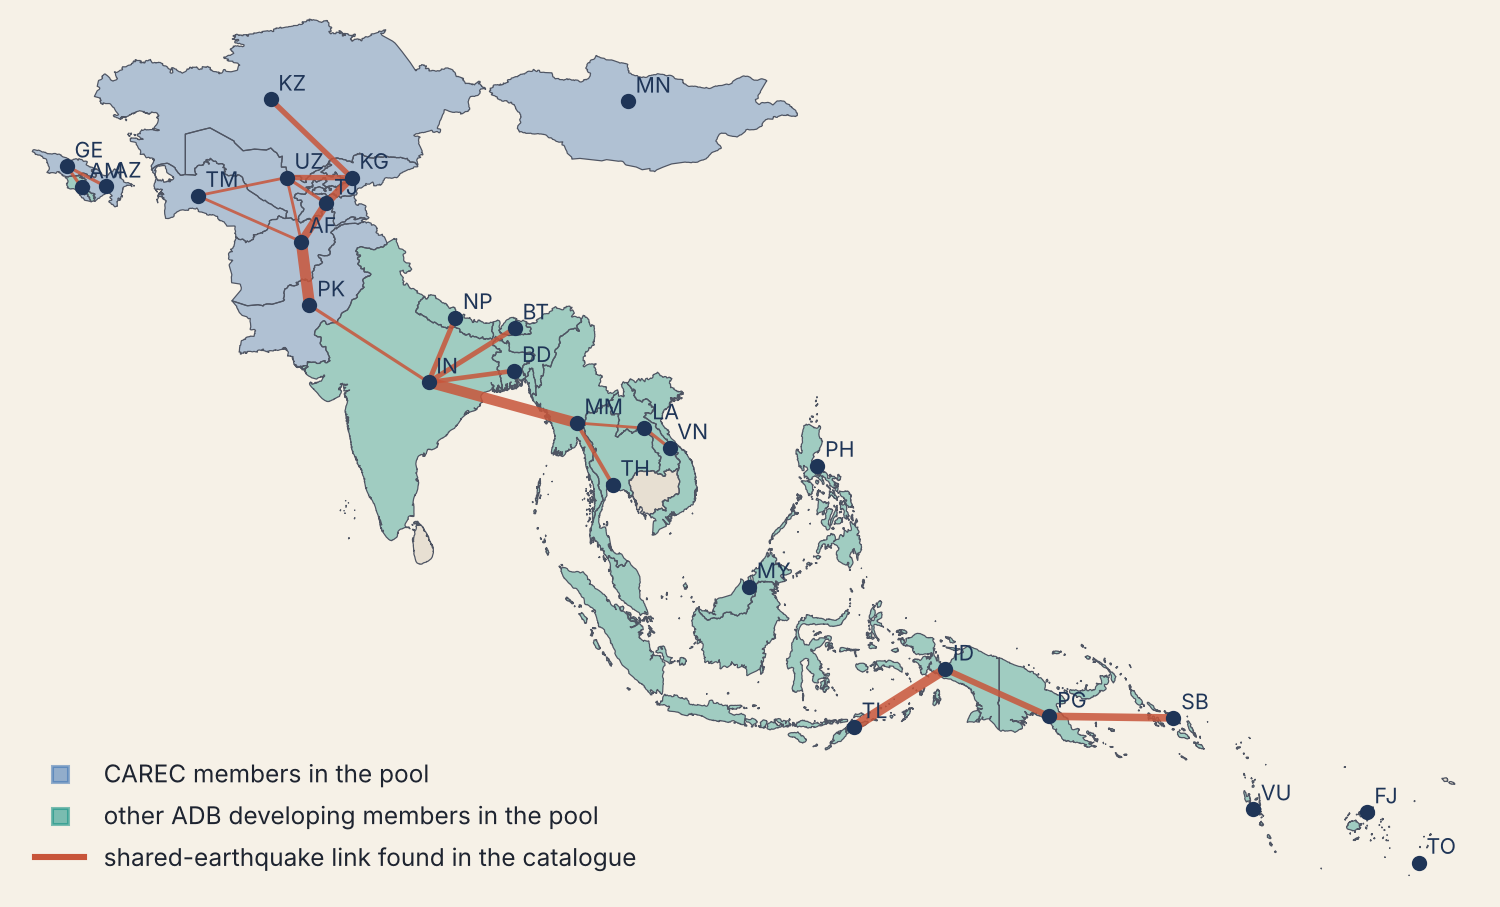 KZ
MN
GE
AM
AZ
TM
UZ
KG
TJ
AF
PK
NP
BT
IN
BD
MM
LA
VN
TH
PH
MY
ID
TL
PG
SB
VU
FJ
TO
CAREC members in the pool
other ADB developing members in the pool
shared-earthquake link found in the catalogue